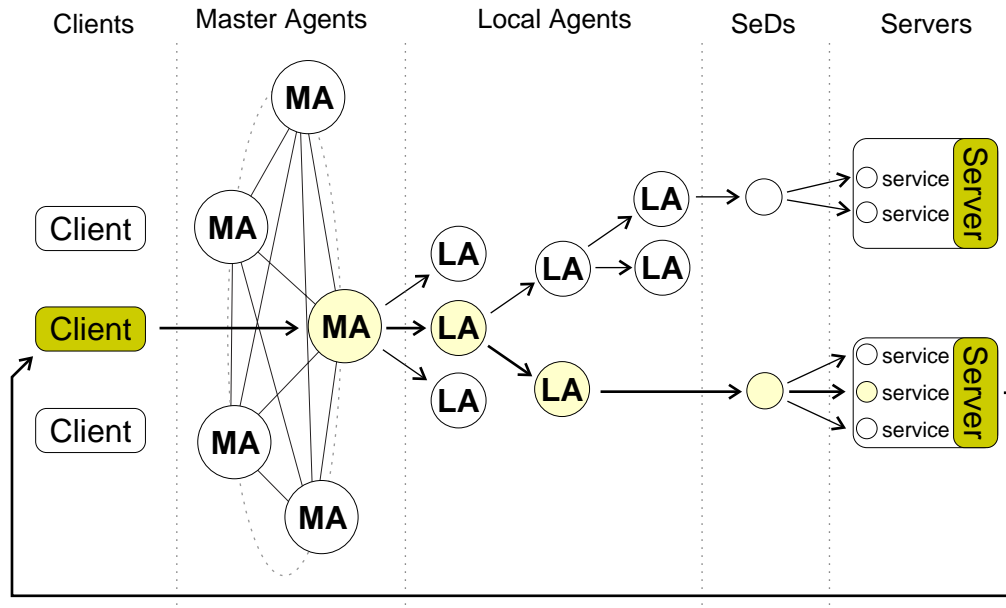 Clients
Master Agents
Local Agents
SeDs
Servers
MA
MA
MA
MA
MA
Client
Client
Client
LA
LA
LA
LA
LA
LA
LA
service
service
Server
service
service
service
Server